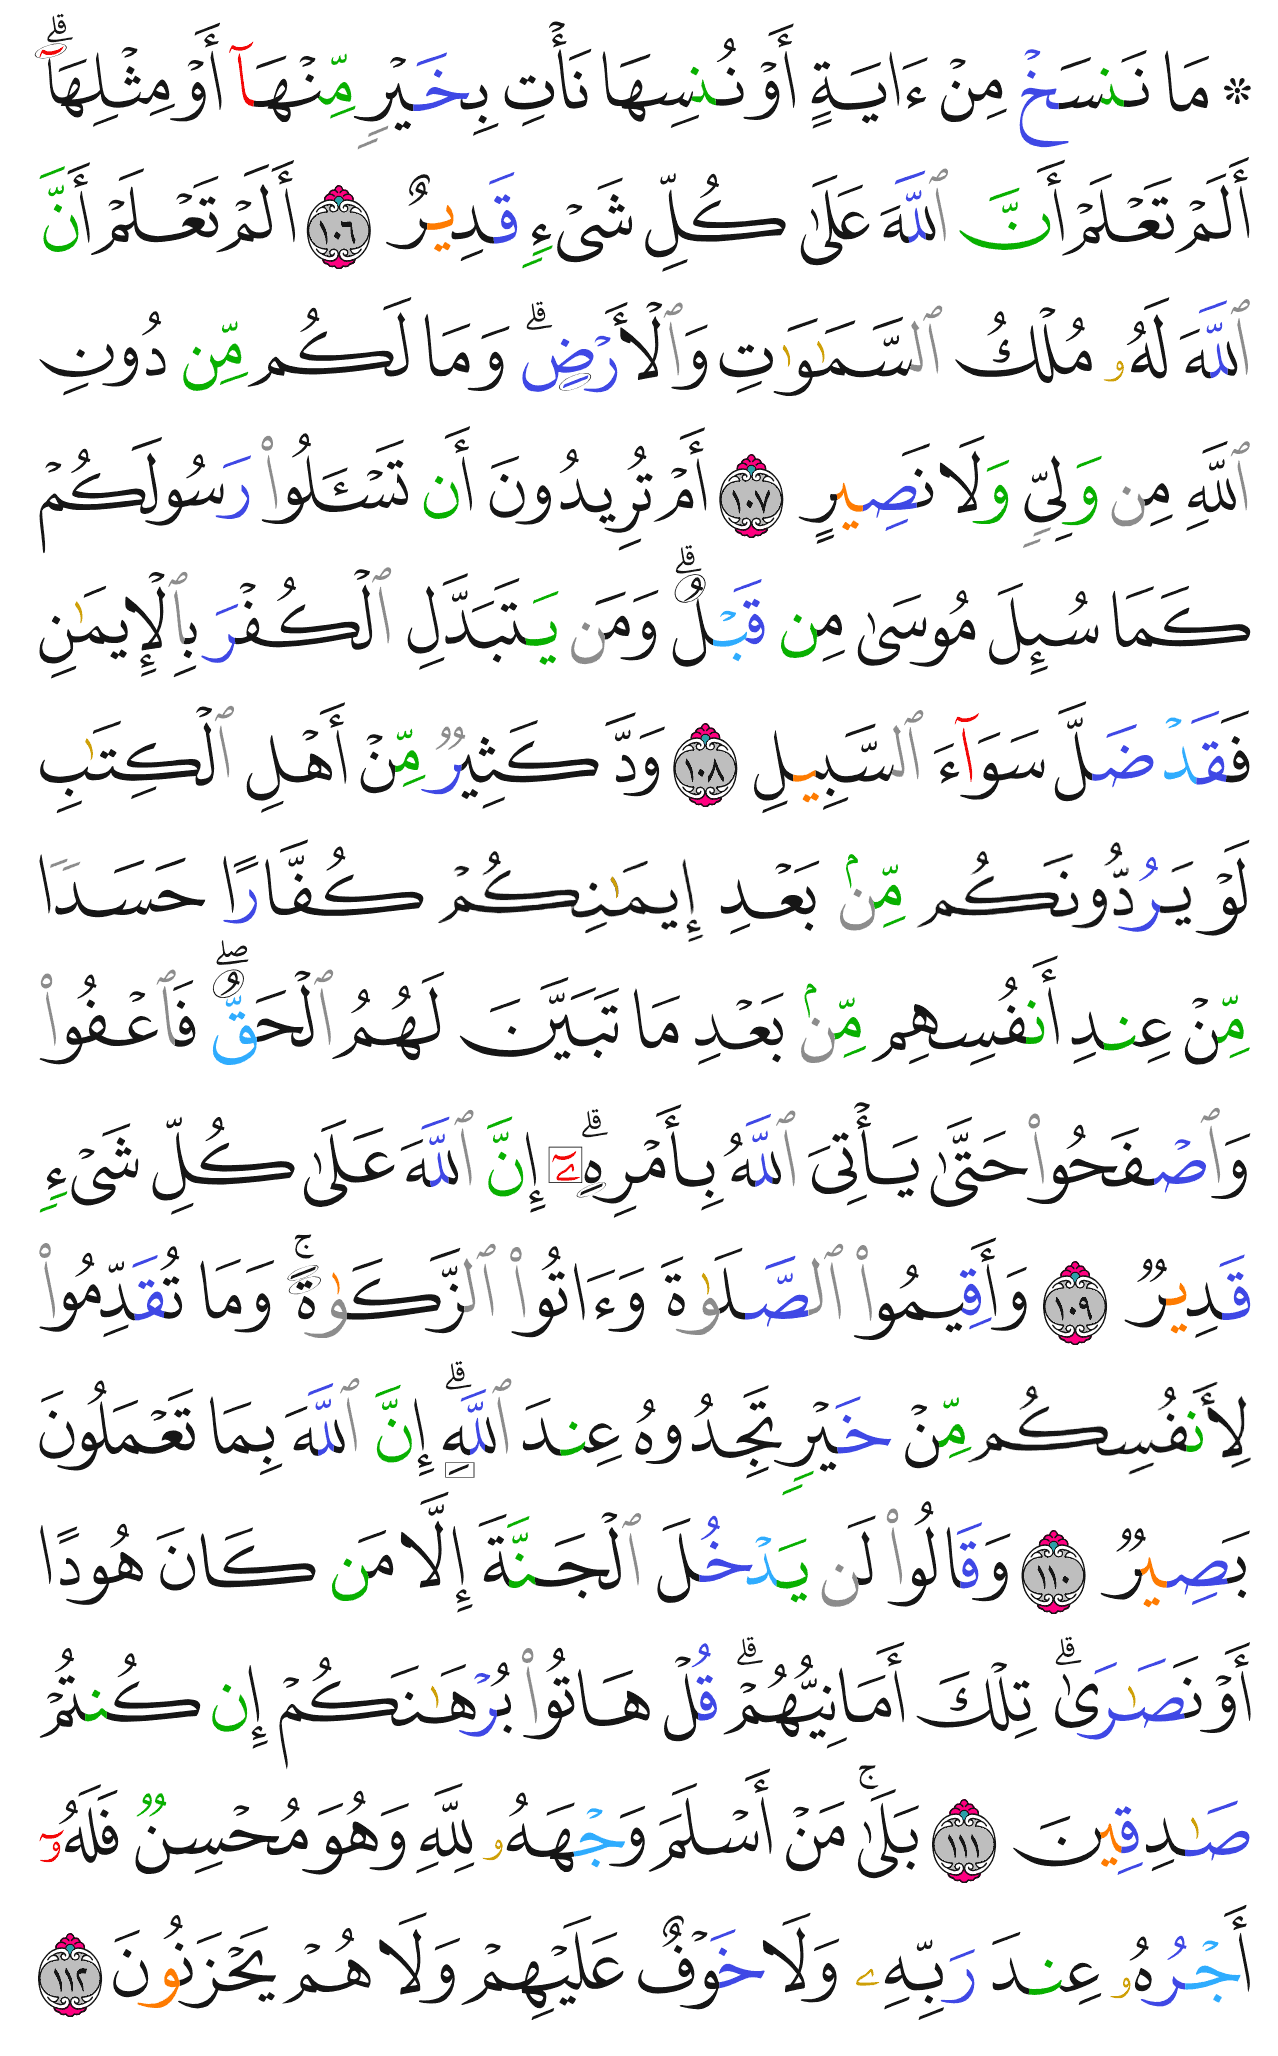 ۞ مَا نَنسَخۡ مِنۡ ءَايَةٍ أَوۡ نُنسِهَا نَأۡتِ بِخَيۡرٖ مِّنۡهَآ أَوۡ مِثۡلِهَآۗ
أَلَمۡ تَعۡلَمۡ أَنَّ ٱللَّهَ عَلَىٰ كُلِّ شَيۡءٖ قَدِيرٌ ١٠٦ أَلَمۡ تَعۡلَمۡ أَنَّ
ٱللَّهَ لَهُۥ مُلۡكُ ٱلسَّمَٰوَٰتِ وَٱلۡأَرۡضِۗ وَمَا لَكُم مِّن دُونِ
ٱللَّهِ مِن وَلِيّٖ وَلَا نَصِيرٍ ١٠٧ أَمۡ تُرِيدُونَ أَن تَسۡـَٔلُواْ رَسُولَكُمۡ
كَمَا سُئِلَ مُوسَىٰ مِن قَبۡلُۗ وَمَن يَتَبَدَّلِ ٱلۡكُفۡرَ بِٱلۡإِيمَٰنِ
فَقَدۡ ضَلَّ سَوَآءَ ٱلسَّبِيلِ ١٠٨ وَدَّ كَثِيرٞ مِّنۡ أَهۡلِ ٱلۡكِتَٰبِ
لَوۡ يَرُدُّونَكُم مِّنۢ بَعۡدِ إِيمَٰنِكُمۡ كُفَّارًا حَسَدٗا
مِّنۡ عِندِ أَنفُسِهِم مِّنۢ بَعۡدِ مَا تَبَيَّنَ لَهُمُ ٱلۡحَقُّۖ فَٱعۡفُواْ
وَٱصۡفَحُواْ حَتَّىٰ يَأۡتِيَ ٱللَّهُ بِأَمۡرِهِۦٓۗ إِنَّ ٱللَّهَ عَلَىٰ كُلِّ شَيۡءٖ
قَدِيرٞ ١٠٩ وَأَقِيمُواْ ٱلصَّلَوٰةَ وَءَاتُواْ ٱلزَّكَوٰةَۚ وَمَا تُقَدِّمُواْ
لِأَنفُسِكُم مِّنۡ خَيۡرٖ تَجِدُوهُ عِندَ ٱللَّهِۗ إِنَّ ٱللَّهَ بِمَا تَعۡمَلُونَ
بَصِيرٞ ١١٠ وَقَالُواْ لَن يَدۡخُلَ ٱلۡجَنَّةَ إِلَّا مَن كَانَ هُودًا
أَوۡ نَصَٰرَىٰۗ تِلۡكَ أَمَانِيُّهُمۡۗ قُلۡ هَاتُواْ بُرۡهَٰنَكُمۡ إِن كُنتُمۡ
صَٰدِقِينَ ١١١ بَلَىٰۚ مَنۡ أَسۡلَمَ وَجۡهَهُۥ لِلَّهِ وَهُوَ مُحۡسِنٞ فَلَهُۥٓ
أَجۡرُهُۥ عِندَ رَبِّهِۦ وَلَا خَوۡفٌ عَلَيۡهِمۡ وَلَا هُمۡ يَحۡزَنُونَ ١١٢